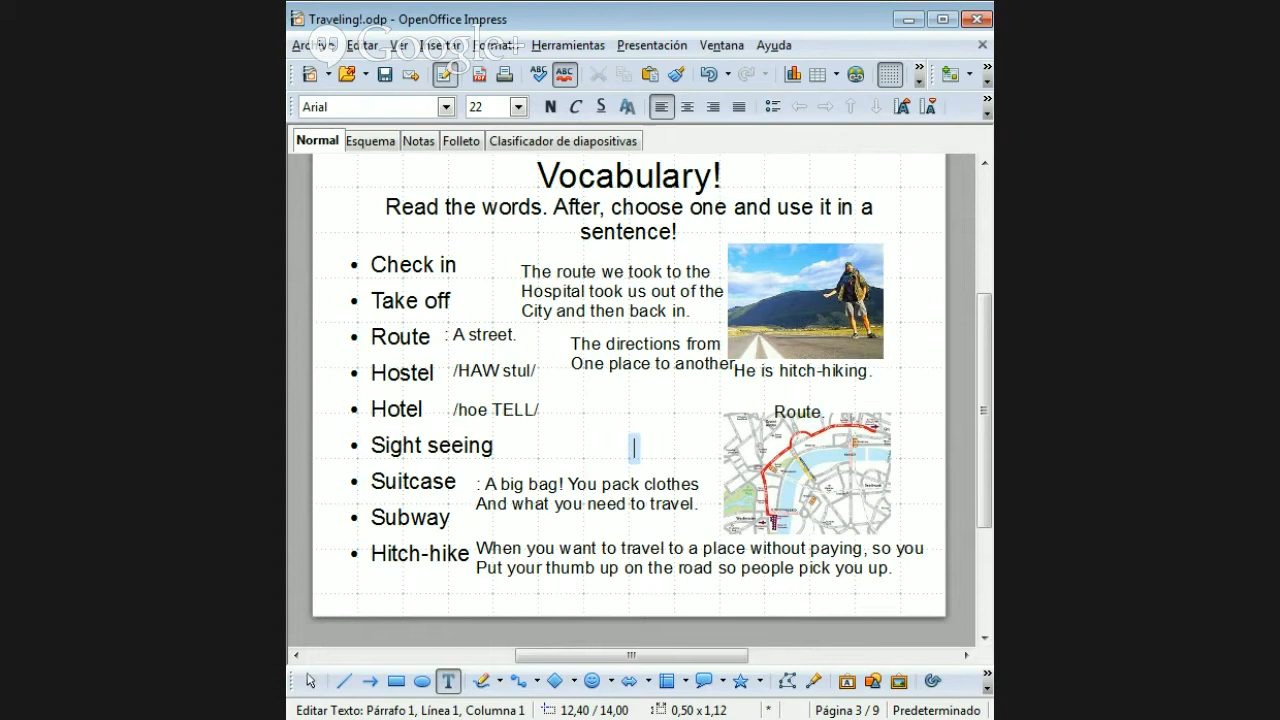 Traveling!.odp - OpenOffice Impress
Archivo Editar Ver Insertar Formato Herramientas Presentación Ventana Ayuda
Google+
Arial 22 N C S
Normal Esquema Notas Folleto Clasificador de diapositivas
Vocabulary!
Read the words. After, choose one and use it in a
sentence!
• Check in
• Take off
• Route : A street.
• Hostel /HAW stul/
• Hotel /hoe TELL/
• Sight seeing
• Suitcase
• Subway
• Hitch-hike
The route we took to the
Hospital took us out of the
City and then back in.
The directions from
One place to another
He is hitch-hiking.
Route.
: A big bag! You pack clothes
And what you need to travel.
When you want to travel to a place without paying, so you
Put your thumb up on the road so people pick you up.
Editar Texto: Párrafo 1, Línea 1, Columna 1 12,40 / 14,00 0,50 x 1,12 * Página 3 / 9 Predeterminado